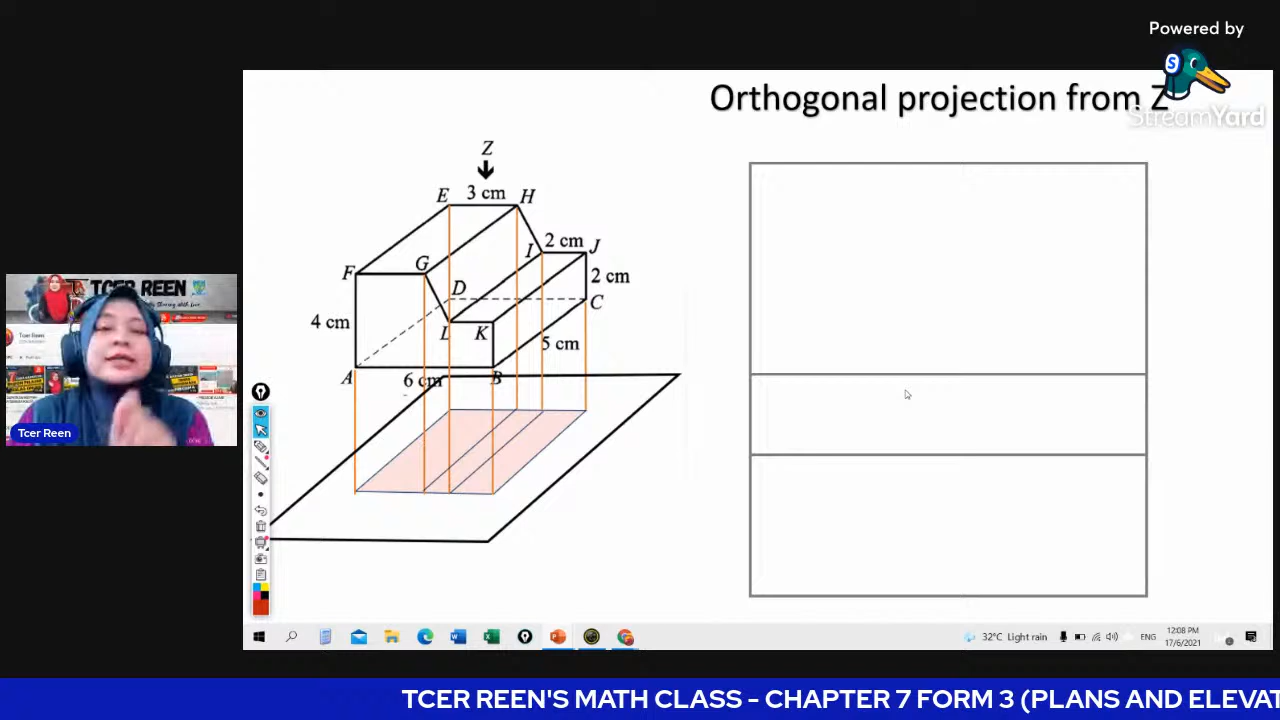 Powered by
S
StreamYard
Orthogonal projection from Z
Z
E 3 cm H
I 2 cm J
F G
2 cm
D C
4 cm L K
5 cm
A 6 cm B
TCER REEN
Tcer Reen
Tcer Reen
32°C Light rain
ENG
12:08 PM
17/6/2021
TCER REEN'S MATH CLASS - CHAPTER 7 FORM 3 (PLANS AND ELEVAT